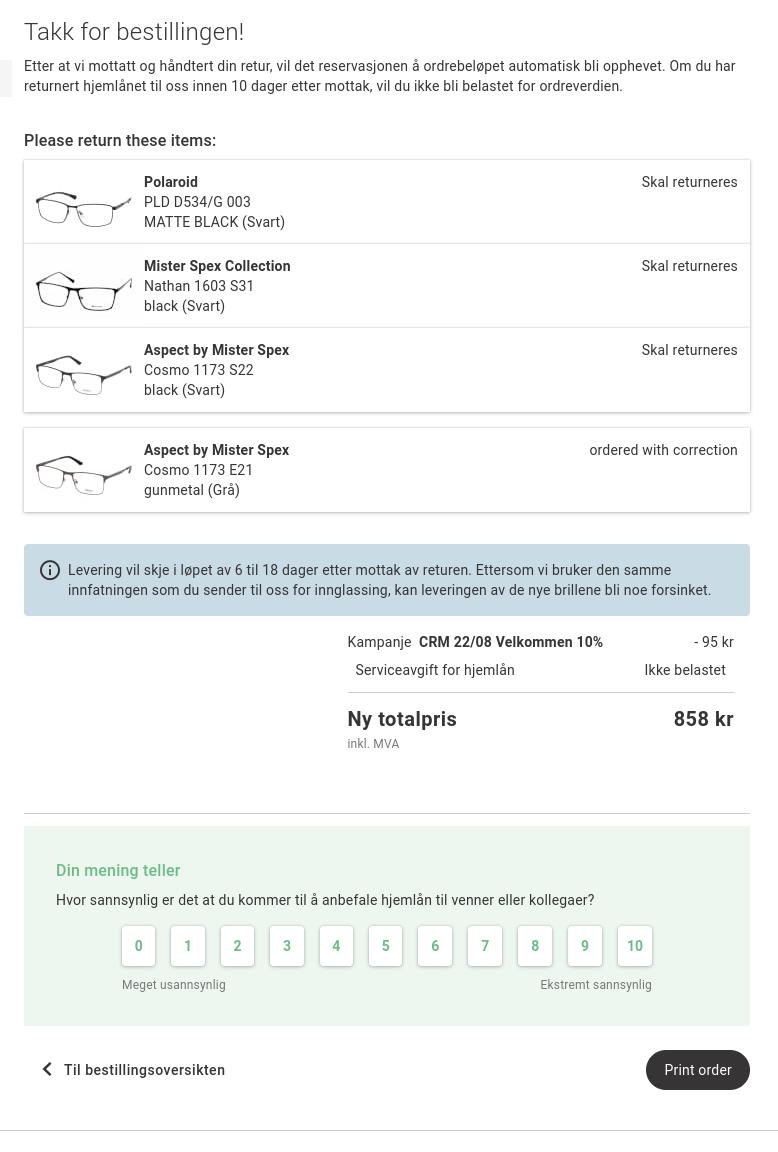 Takk for bestillingen!
Etter at vi mottatt og håndtert din retur, vil det reservasjonen å ordrebeløpet automatisk bli opphevet. Om du har
returnert hjemlånet til oss innen 10 dager etter mottak, vil du ikke bli belastet for ordreverdien.
Please return these items:
Polaroid
Skal returneres
PLD D534/G 003
MATTE BLACK (Svart)
Mister Spex Collection
Skal returneres
Nathan 1603 S31
black (Svart)
Aspect by Mister Spex
Skal returneres
Cosmo 1173 S22
black (Svart)
Aspect by Mister Spex
ordered with correction
Cosmo 1173 E21
gunmetal (Grå)
Levering vil skje i løpet av 6 til 18 dager etter mottak av returen. Ettersom vi bruker den samme
innfatningen som du sender til oss for innglassing, kan leveringen av de nye brillene bli noe forsinket.
Kampanje CRM 22/08 Velkommen 10% - 95 kr
Serviceavgift for hjemlån Ikke belastet
Ny totalpris 858 kr
inkl. MVA
Din mening teller
Hvor sannsynlig er det at du kommer til å anbefale hjemlån til venner eller kollegaer?
0 1 2 3 4 5 6 7 8 9 10
Meget usannsynlig Ekstremt sannsynlig
Til bestillingsoversikten Print order